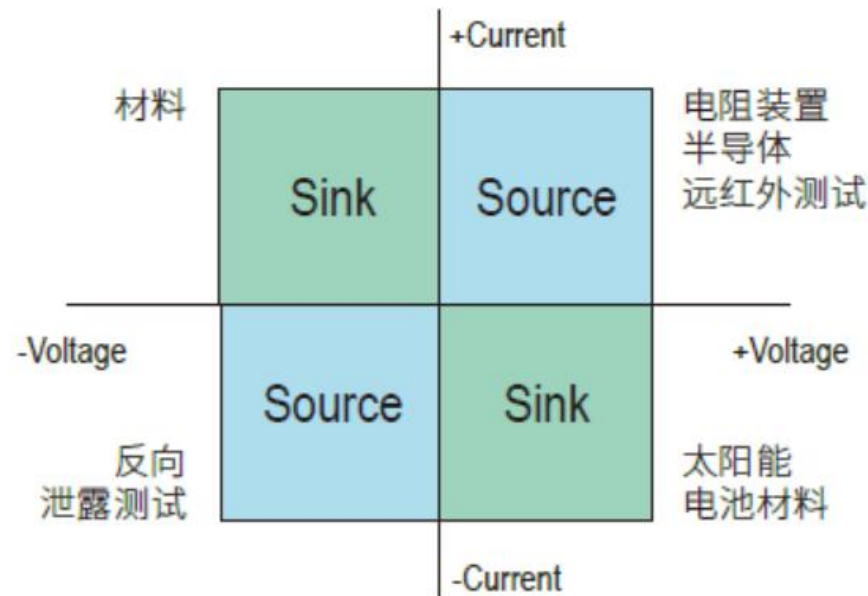 +Current
材料
电阻装置
半导体
远红外测试
Sink
Source
-Voltage
+Voltage
Source
Sink
反向
泄露测试
太阳能
电池材料
-Current